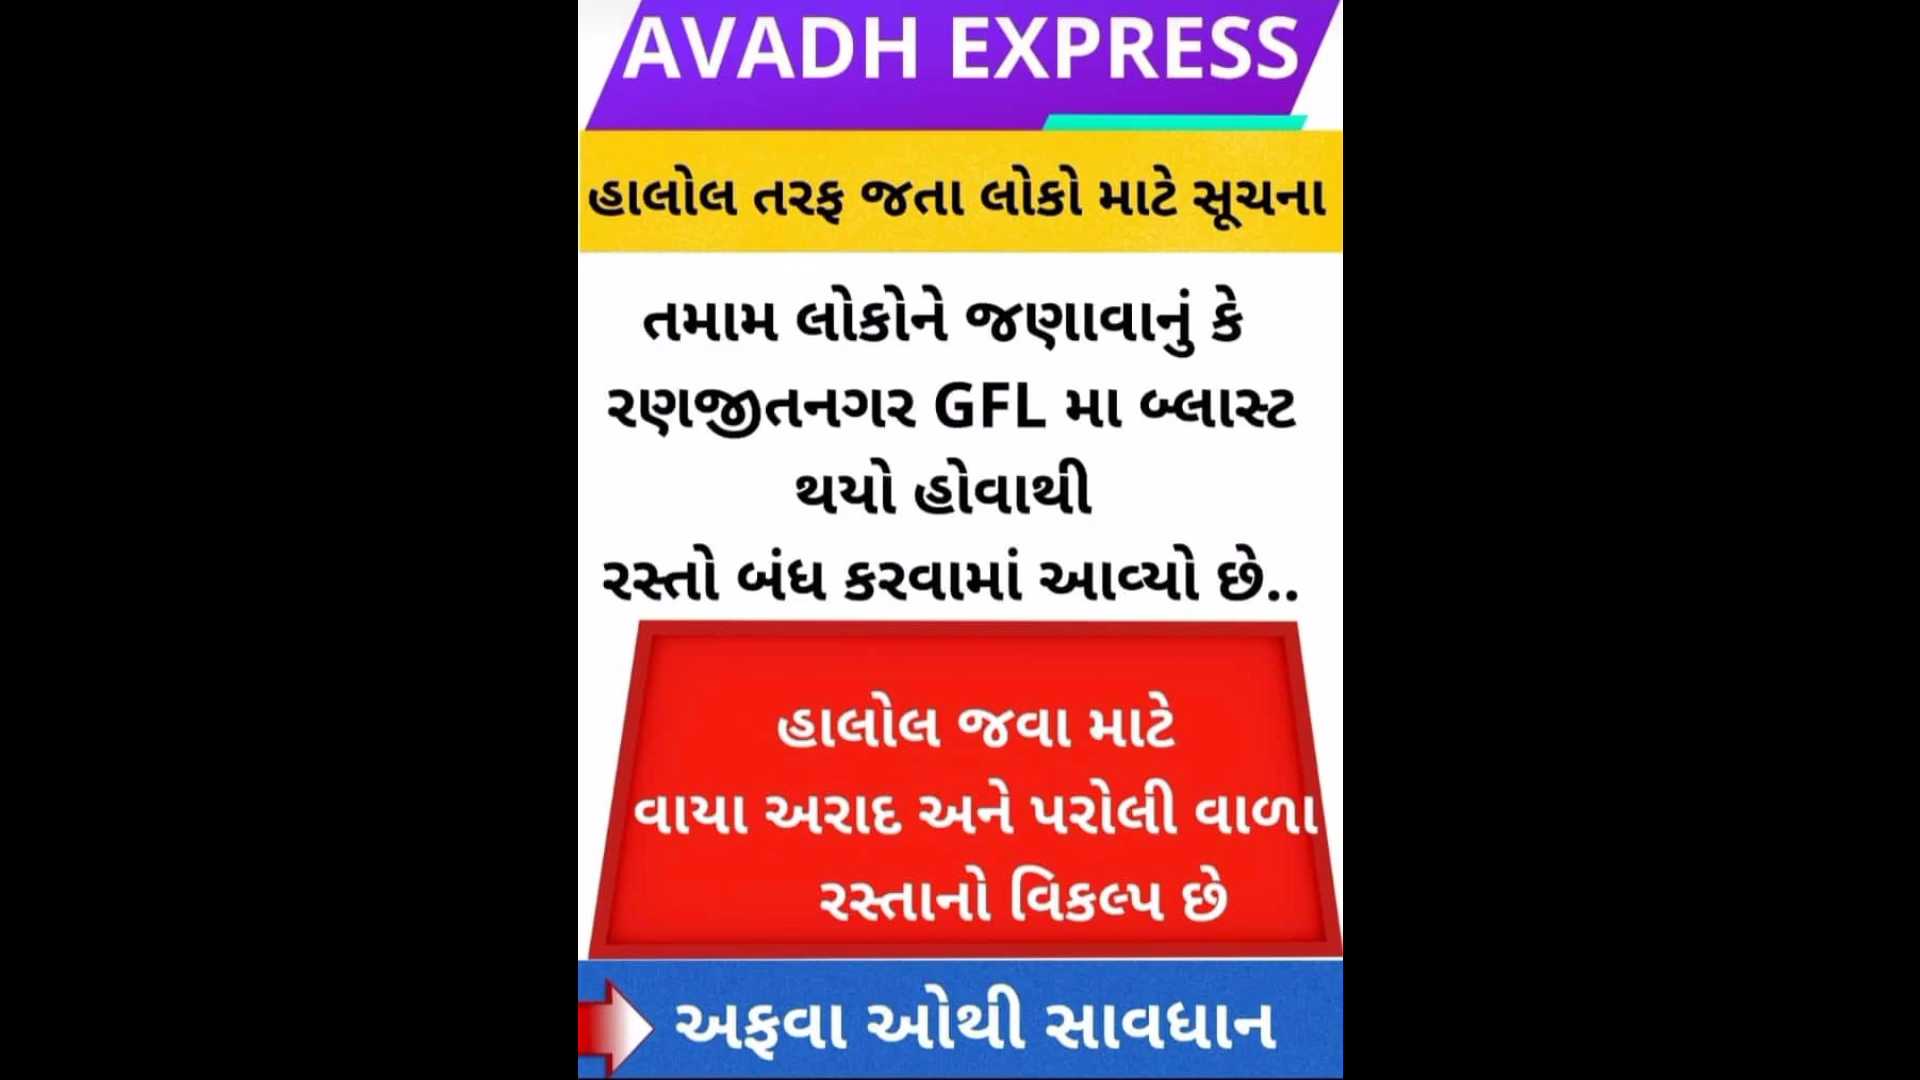 AVADH EXPRESS
હાલોલ તરફ જતા લોકો માટે સૂચના
તમામ લોકોને જણાવાનું કે
રણજીતનગર GFL મા બ્લાસ્ટ
થયો હોવાથી
રસ્તો બંધ કરવામાં આવ્યો છે..
હાલોલ જવા માટે
વાયા અરાદ અને પરોલી વાળા
રસ્તાનો વિકલ્પ છે
અફવા ઓથી સાવધાન